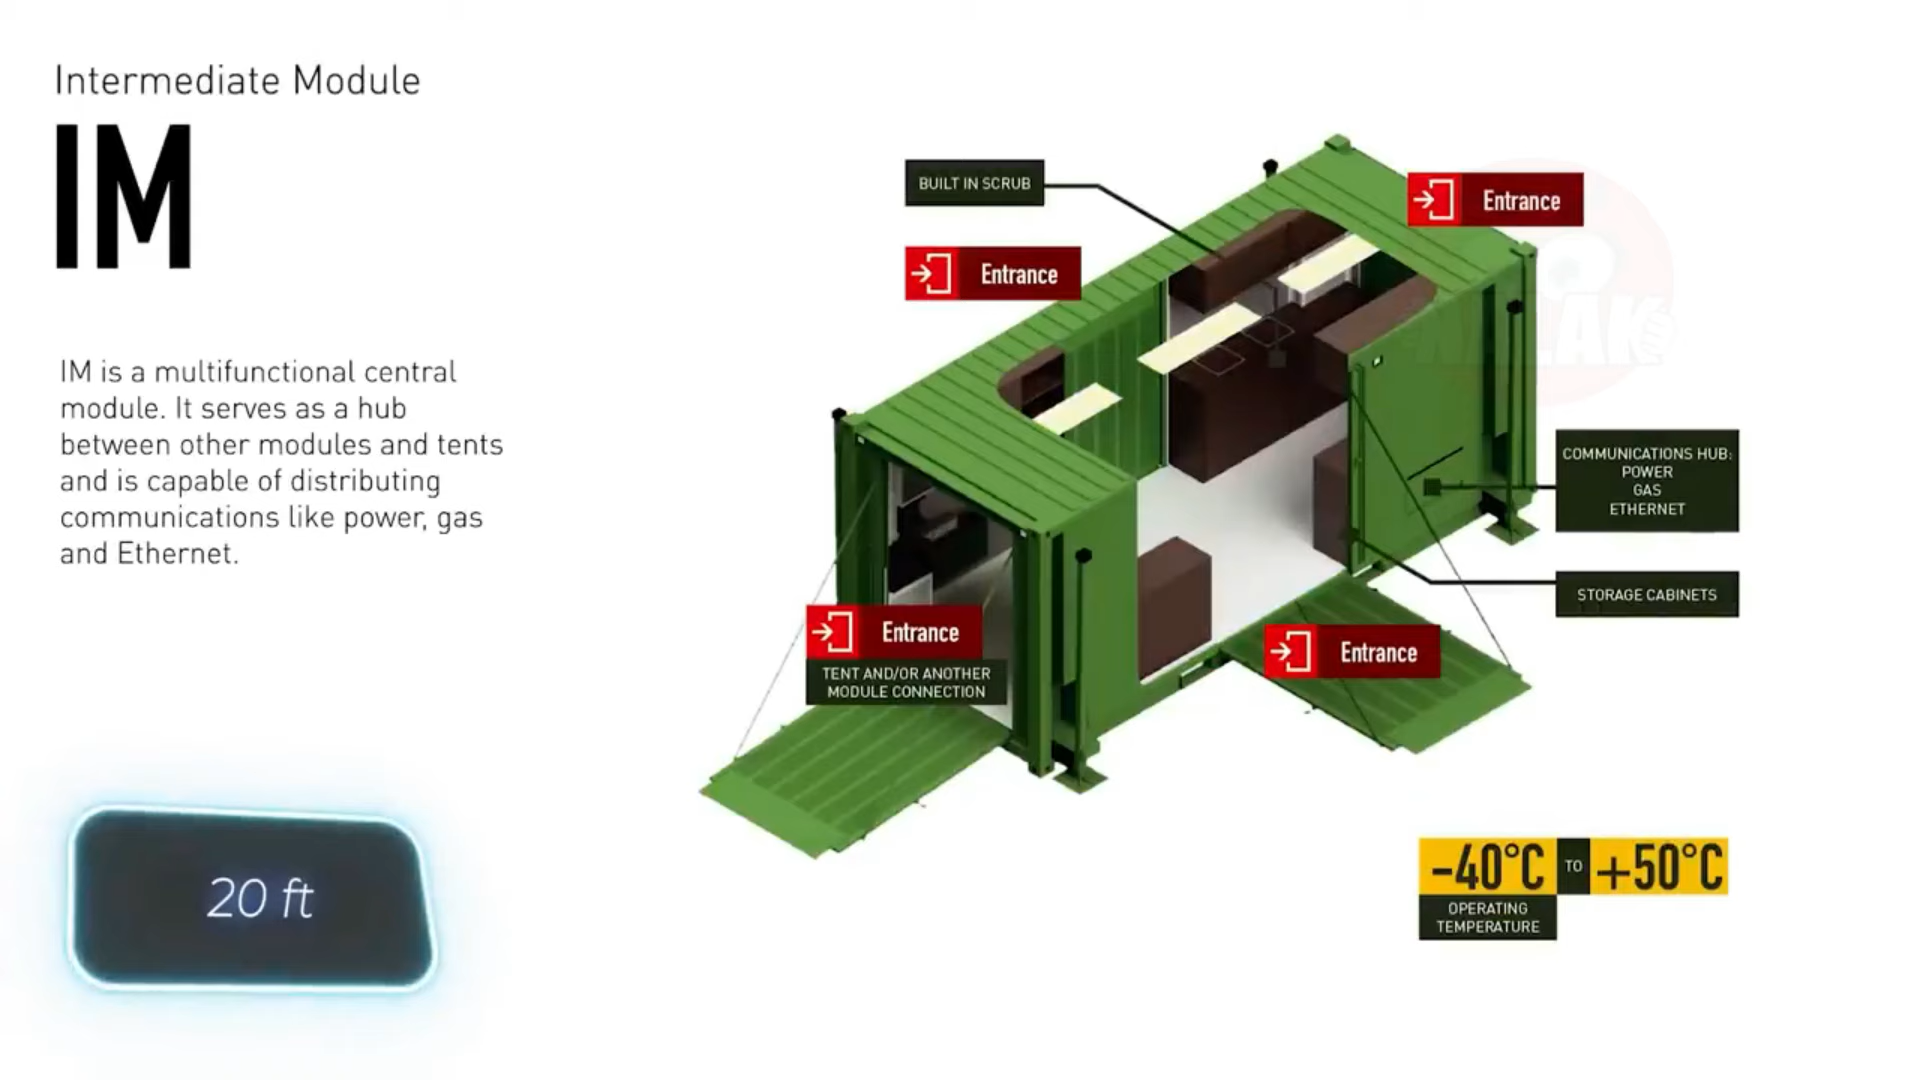 Intermediate Module
IM
IM is a multifunctional central
module. It serves as a hub
between other modules and tents
and is capable of distributing
communications like power, gas
and Ethernet.
20 ft
BUILT IN SCRUB
Entrance
Entrance
COMMUNICATIONS HUB:
POWER
GAS
ETHERNET
STORAGE CABINETS
Entrance
TENT AND/OR ANOTHER
MODULE CONNECTION
Entrance
-40°C TO +50°C
OPERATING
TEMPERATURE